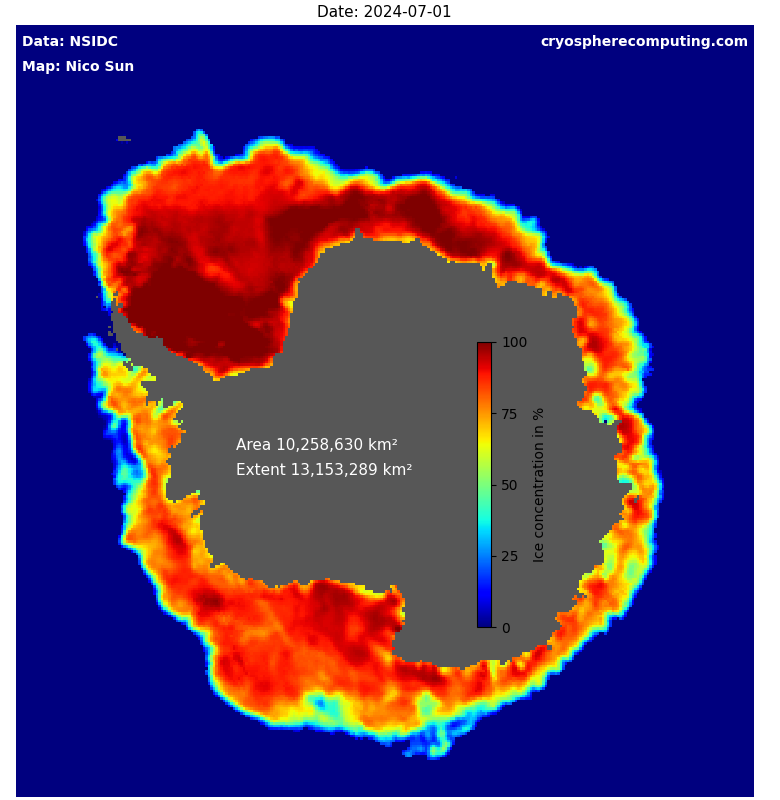 Date: 2024-07-01
Data: NSIDC
cryospherecomputing.com
Map: Nico Sun
Area 10,258,630 km²
Extent 13,153,289 km²
100
75
50
25
0
Ice concentration in %